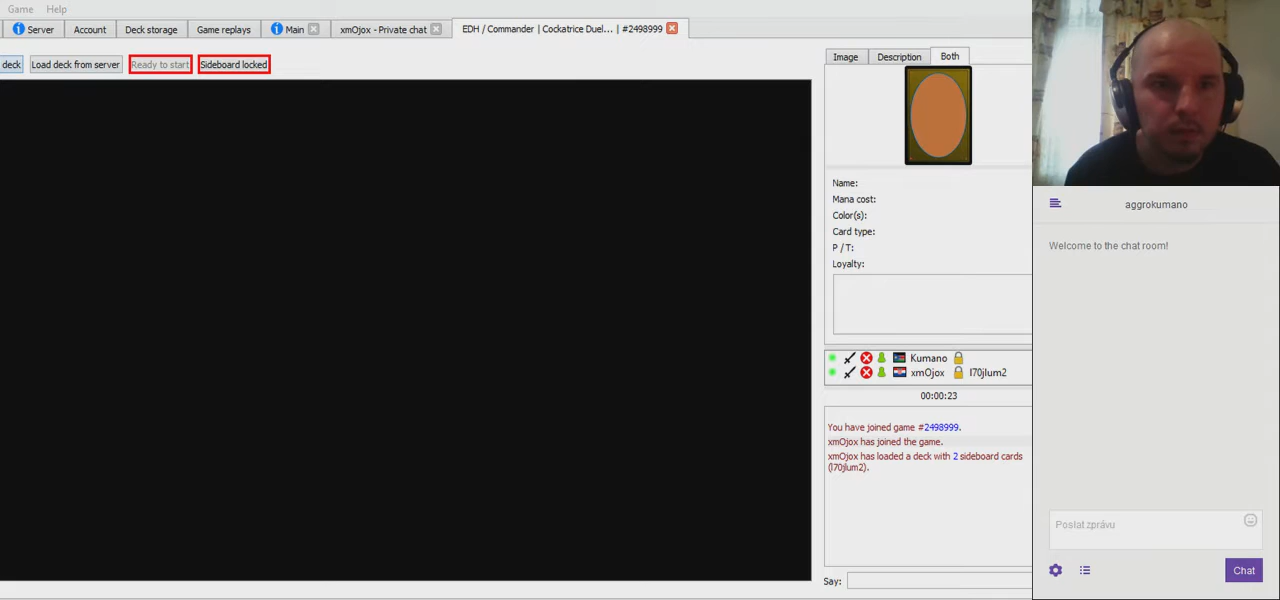 Game Help
Server Account Deck storage Game replays Main xmOjox - Private chat EDH / Commander | Cockatrice Duel... | #2498999
deck Load deck from server Ready to start Sideboard locked
Image Description Both
Name:
Mana cost:
Color(s):
Card type:
P / T:
Loyalty:
Kumano
xmOjox l70jlum2
00:00:23
You have joined game #2498999.
xmOjox has joined the game.
xmOjox has loaded a deck with 2 sideboard cards
(l70jlum2).
Say:
aggrokumano
Welcome to the chat room!
Poslat zprávu
Chat